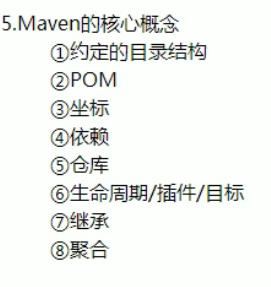 5.Maven的核心概念
①约定的目录结构
②POM
③坐标
④依赖
⑤仓库
⑥生命周期/插件/目标
⑦继承
⑧聚合